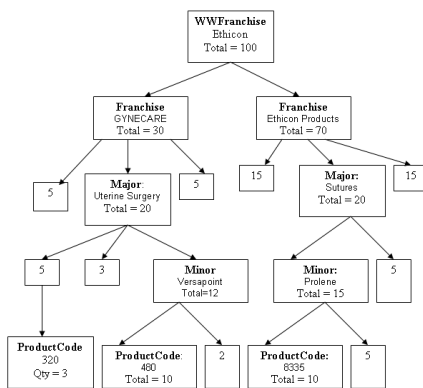 WWFranchise
Ethicon
Total = 100
Franchise
GYNECARE
Total = 30
Franchise
Ethicon Products
Total = 70
5
Major:
Uterine Surgery
Total = 20
5
15
Major:
Sutures
Total = 20
15
5
3
Minor
Versapoint
Total=12
Minor:
Prolene
Total = 15
5
ProductCode
320
Qty = 3
ProductCode:
480
Total = 10
2
ProductCode:
8335
Total = 10
5